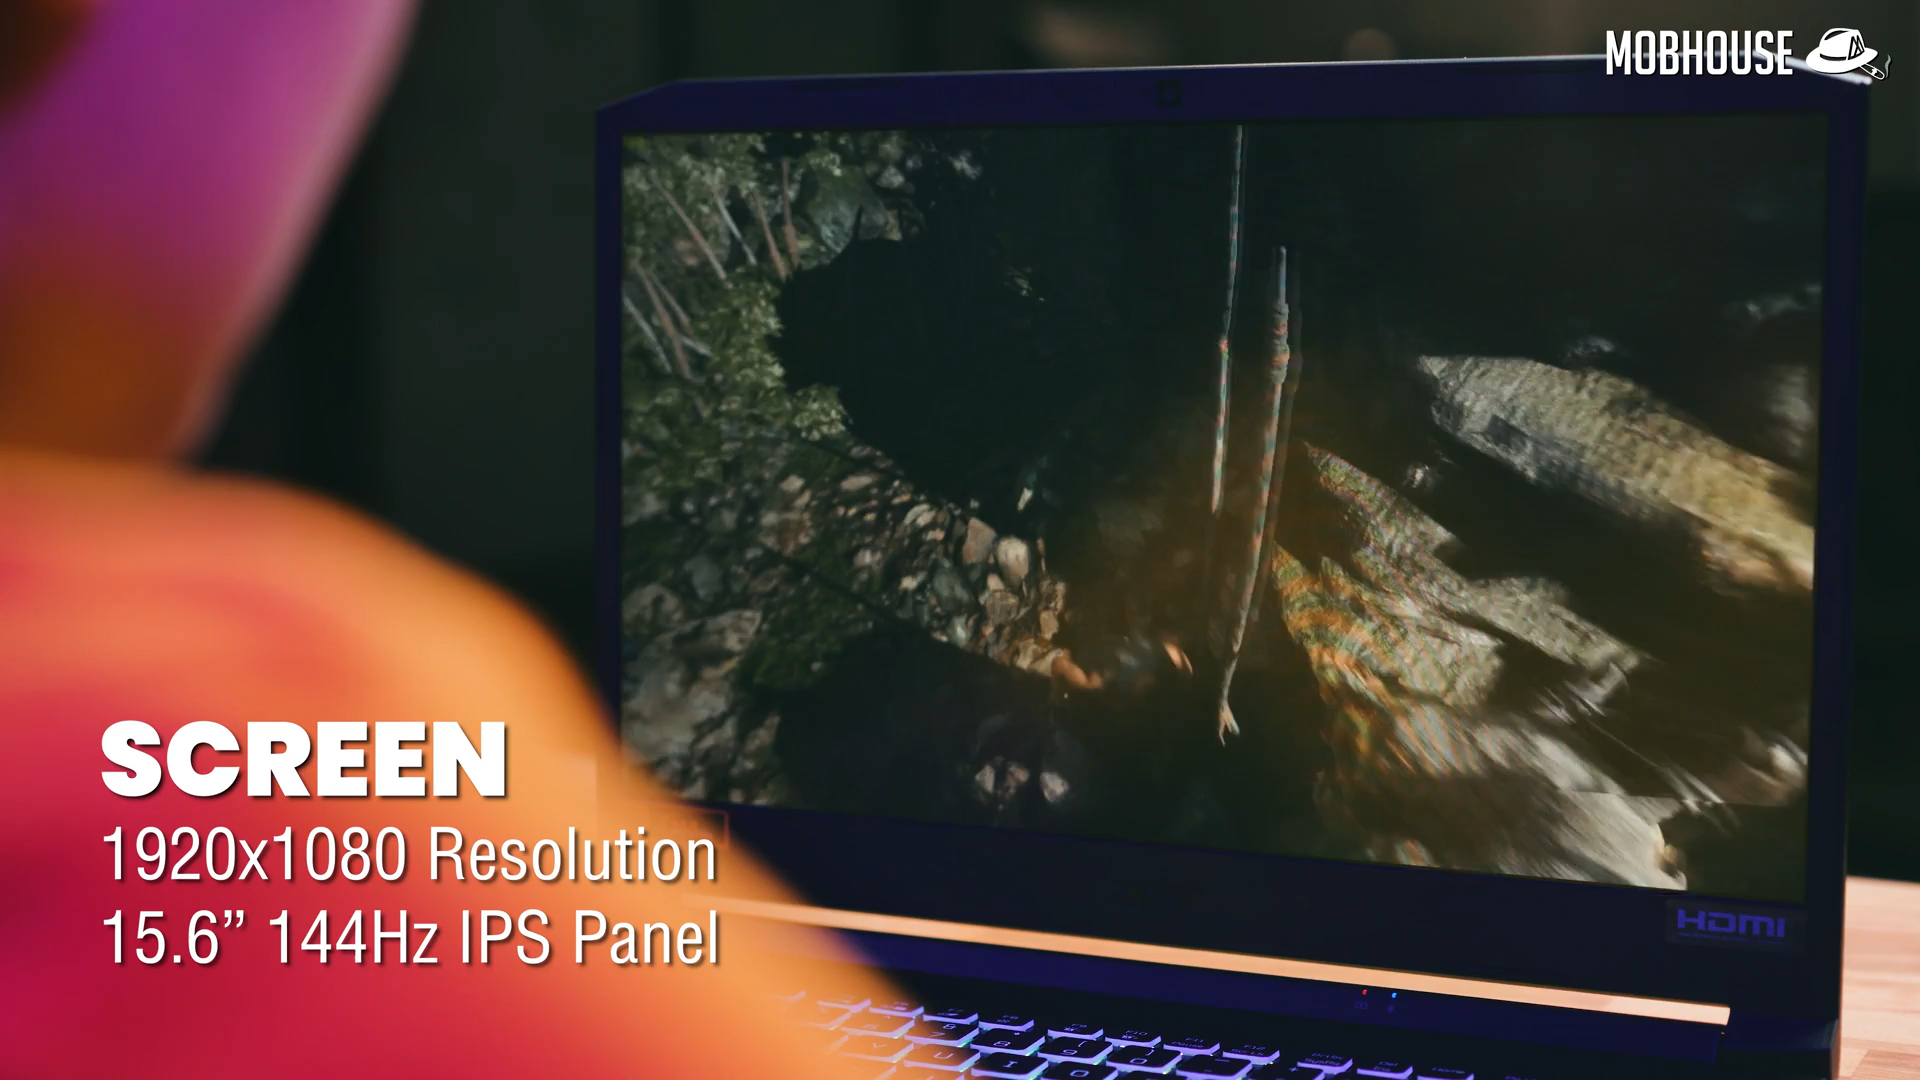 MOBHOUSE
SCREEN
1920x1080 Resolution
15.6” 144Hz IPS Panel
HDMI